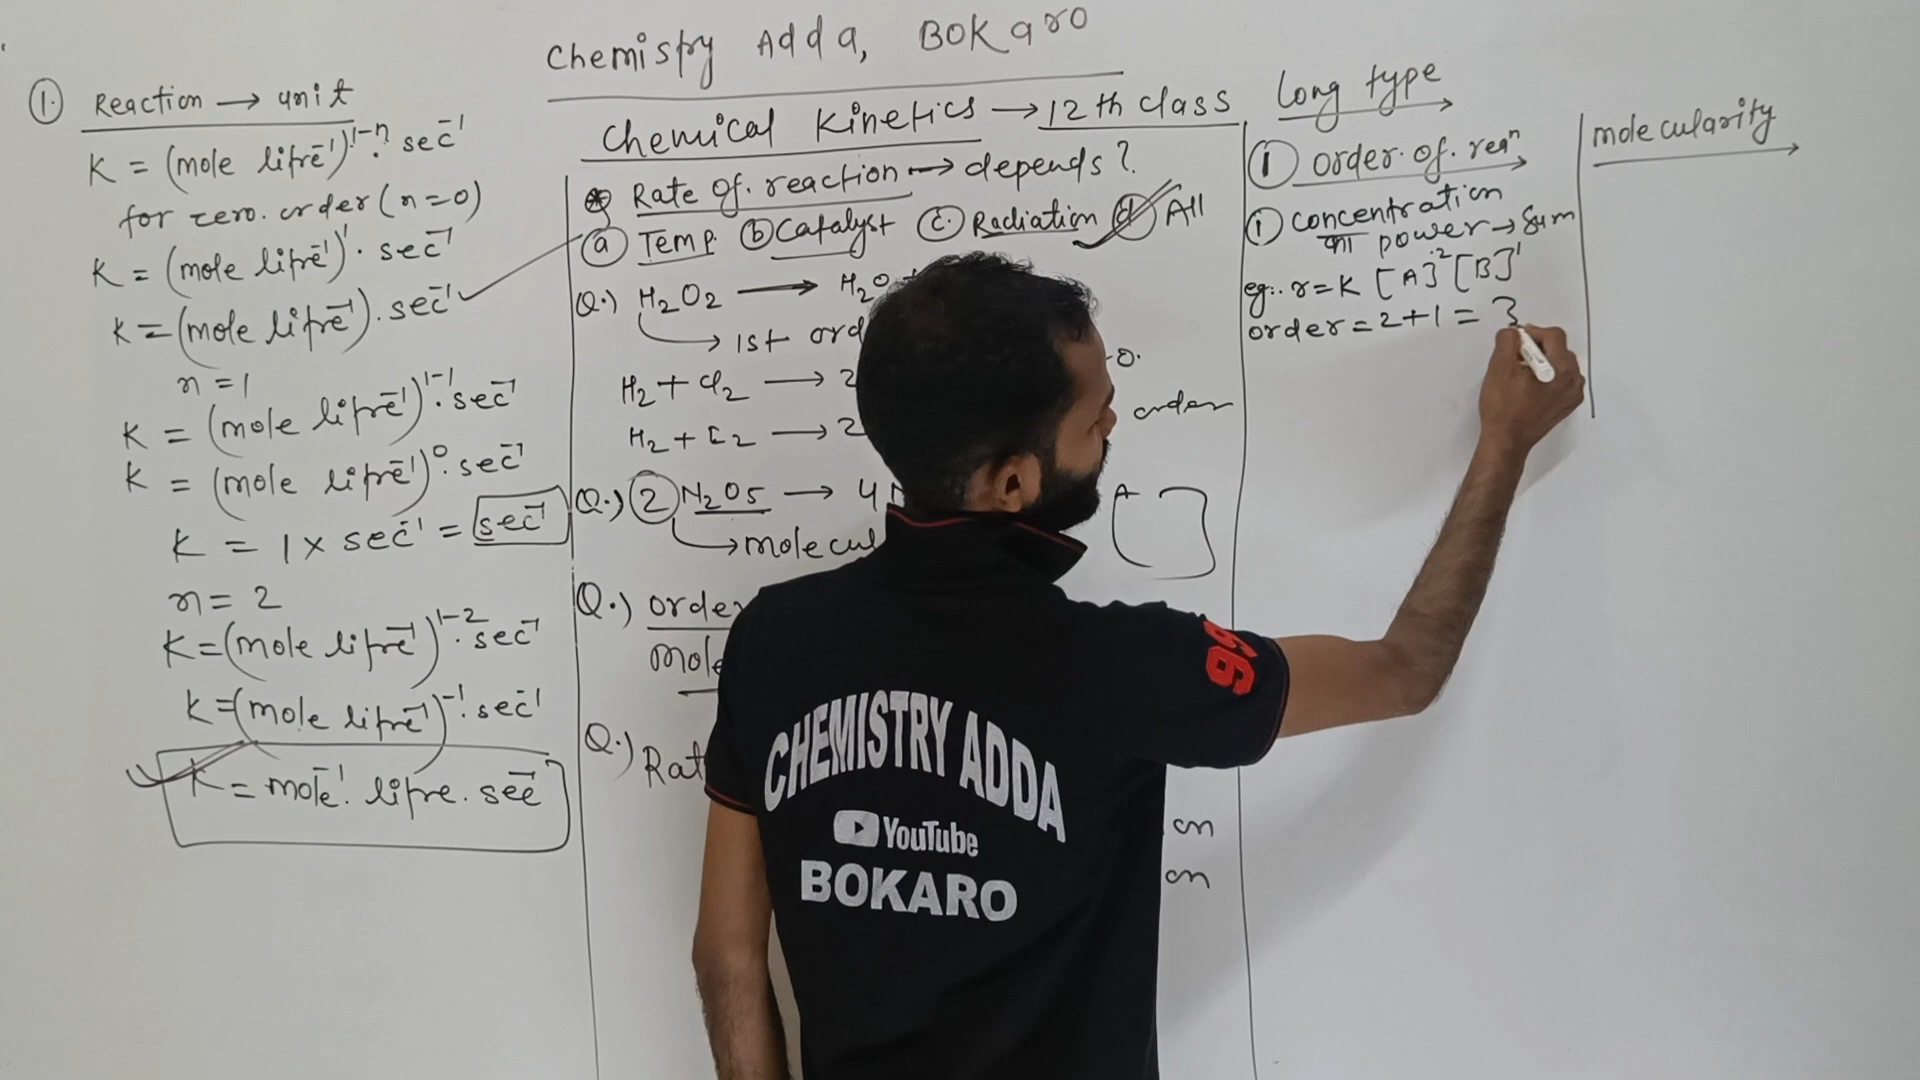 Chemistry Adda, BOKaro
① Reaction → unit
K = (mole litre⁻¹)¹⁻ⁿ. sec⁻¹
for zero. order (n=0)
K = (mole litre⁻¹)¹. sec⁻¹
K = (mole litre⁻¹). sec⁻¹
n = 1
K = (mole litre⁻¹)¹⁻¹. sec⁻¹
K = (mole litre⁻¹)⁰. sec⁻¹
K = 1 x sec⁻¹ = sec⁻¹
n = 2
K = (mole litre⁻¹)¹⁻². sec⁻¹
K = (mole litre⁻¹)⁻¹. sec⁻¹
K = mole⁻¹. litre. sec⁻¹
Chemical Kinetics → 12th class
Rate of. reaction → depends?
ⓐ Temp. ⓑ Catalyst ⓒ Radiation ⓓ All
Q.) H₂O₂ → H₂O +
→ 1st ord
H₂ + Cl₂ → 2
H₂ + I₂ → 2
order
Q.) ② N₂O₅ → 4
→ molecul
Q.) orde
Mole
Q.) Rat
on
on
Long type →
① order. of. reaⁿ
① concentration
power → sum
eg:. r = K [A]² [B]¹
order = 2+1 = 3
molecularity
CHEMISTRY ADDA
YouTube
BOKARO
99